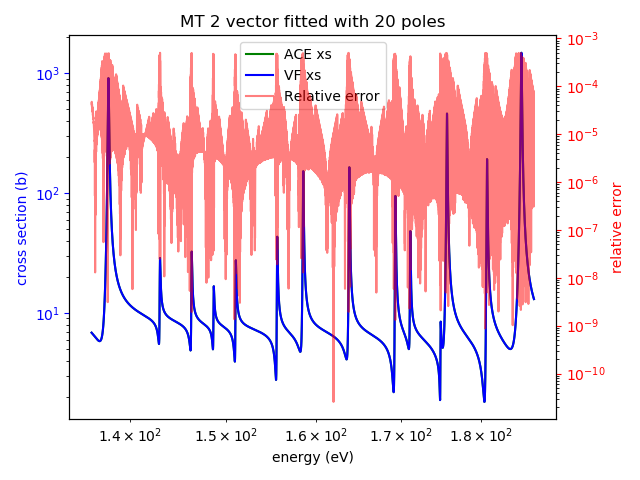 MT 2 vector fitted with 20 poles
ACE xs
VF xs
Relative error
10³
10²
10¹
cross section (b)
10⁻³
10⁻⁴
10⁻⁵
10⁻⁶
10⁻⁷
10⁻⁸
10⁻⁹
10⁻¹⁰
relative error
1.4 × 10² 1.5 × 10² 1.6 × 10² 1.7 × 10² 1.8 × 10²
energy (eV)